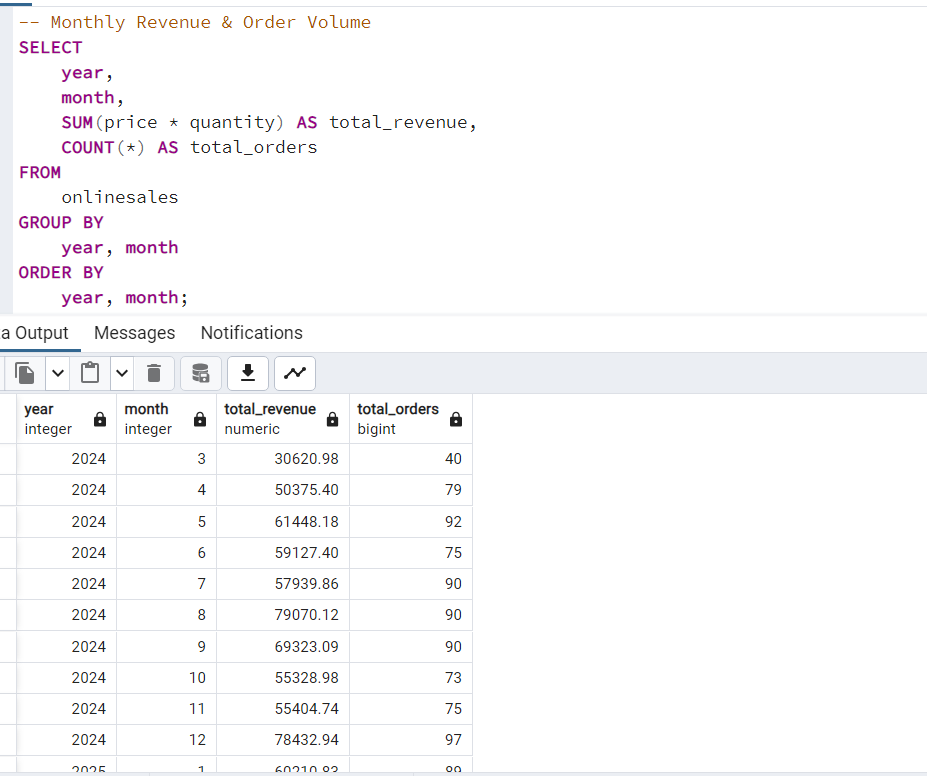 -- Monthly Revenue & Order Volume
SELECT
    year,
    month,
    SUM(price * quantity) AS total_revenue,
    COUNT(*) AS total_orders
FROM
    onlinesales
GROUP BY
    year, month
ORDER BY
    year, month;
a Output Messages Notifications
year month total_revenue total_orders
integer integer numeric bigint
2024 3 30620.98 40
2024 4 50375.40 79
2024 5 61448.18 92
2024 6 59127.40 75
2024 7 57939.86 90
2024 8 79070.12 90
2024 9 69323.09 90
2024 10 55328.98 73
2024 11 55404.74 75
2024 12 78432.94 97
2025 1